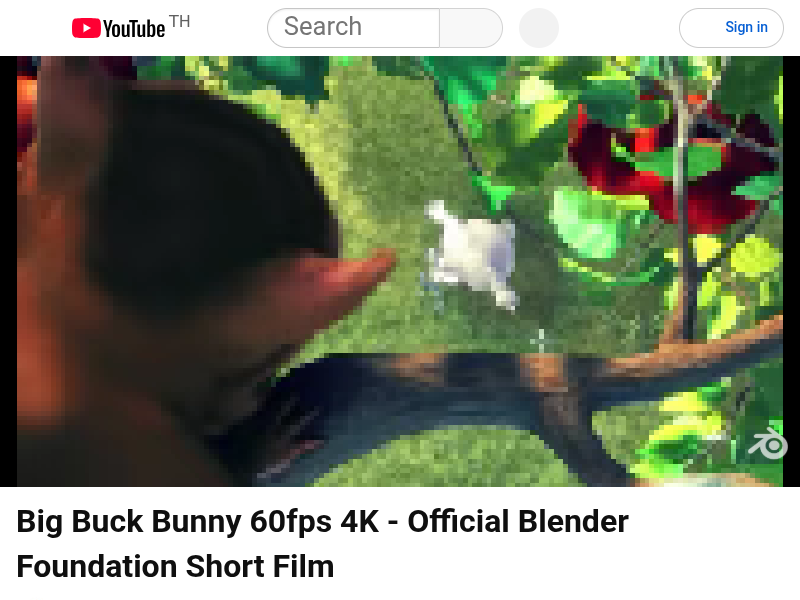 YouTube TH
Search
Sign in
Big Buck Bunny 60fps 4K - Official Blender
Foundation Short Film